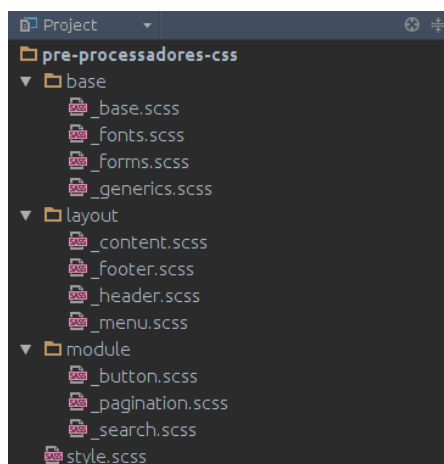 Project
pre-processadores-css
base
_base.scss
_fonts.scss
_forms.scss
_generics.scss
layout
_content.scss
_footer.scss
_header.scss
_menu.scss
module
_button.scss
_pagination.scss
_search.scss
style.scss